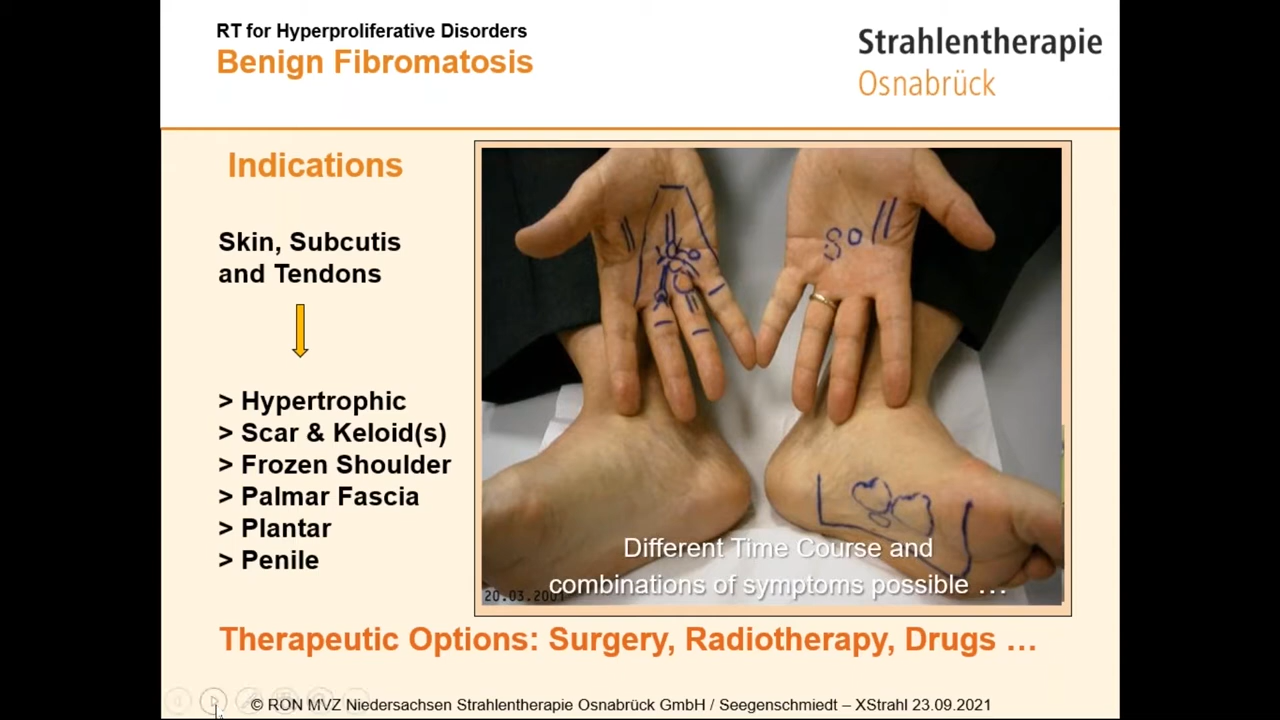 RT for Hyperproliferative Disorders
Benign Fibromatosis
Strahlentherapie
Osnabrück
Indications
Skin, Subcutis
and Tendons
> Hypertrophic
> Scar & Keloid(s)
> Frozen Shoulder
> Palmar Fascia
> Plantar
> Penile
soll
Different Time Course and
combinations of symptoms possible …
20.03.2001
Therapeutic Options: Surgery, Radiotherapy, Drugs …
© RON MVZ Niedersachsen Strahlentherapie Osnabrück GmbH / Seegenschmiedt – XStrahl 23.09.2021